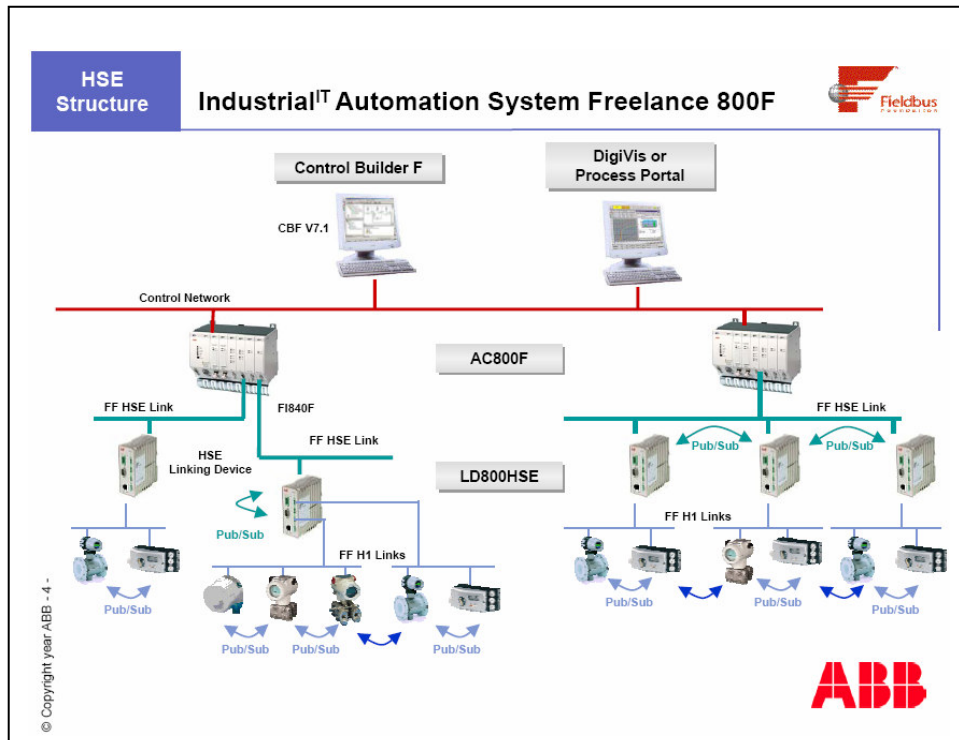 HSE
Structure
Industrial^IT Automation System Freelance 800F
Fieldbus
FOUNDATION
Control Builder F
DigiVis or
Process Portal
CBF V7.1
Control Network
AC800F
FF HSE Link
FI840F
FF HSE Link
FF HSE Link
HSE
Linking Device
LD800HSE
Pub/Sub
Pub/Sub
Pub/Sub
FF H1 Links
FF H1 Links
Pub/Sub
Pub/Sub
Pub/Sub
Pub/Sub
Pub/Sub
Pub/Sub
Pub/Sub
© Copyright year ABB - 4 -
ABB